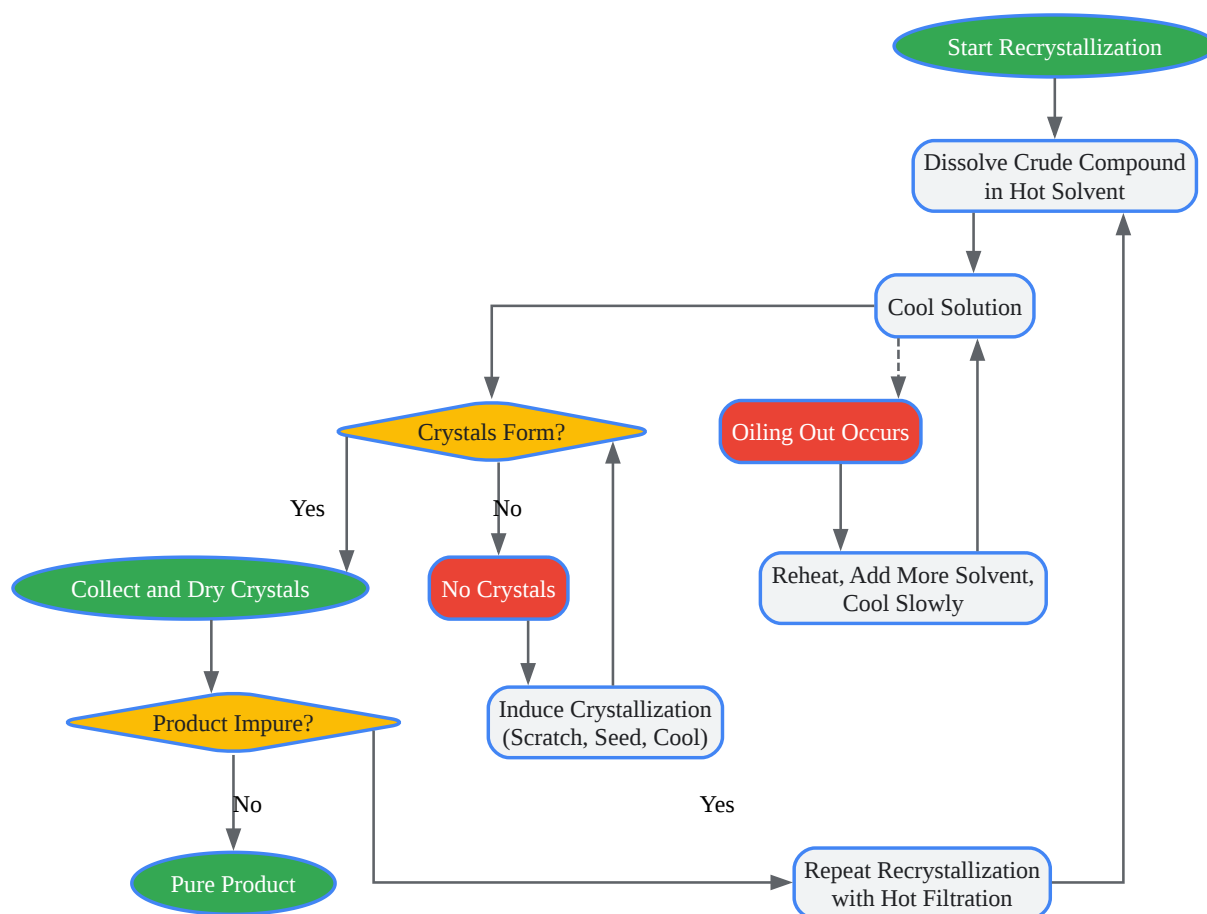 Start Recrystallization
Dissolve Crude Compound
in Hot Solvent
Cool Solution
Crystals Form?
Oiling Out Occurs
Yes
No
Collect and Dry Crystals
No Crystals
Reheat, Add More Solvent,
Cool Slowly
Product Impure?
Induce Crystallization
(Scratch, Seed, Cool)
No
Yes
Pure Product
Repeat Recrystallization
with Hot Filtration